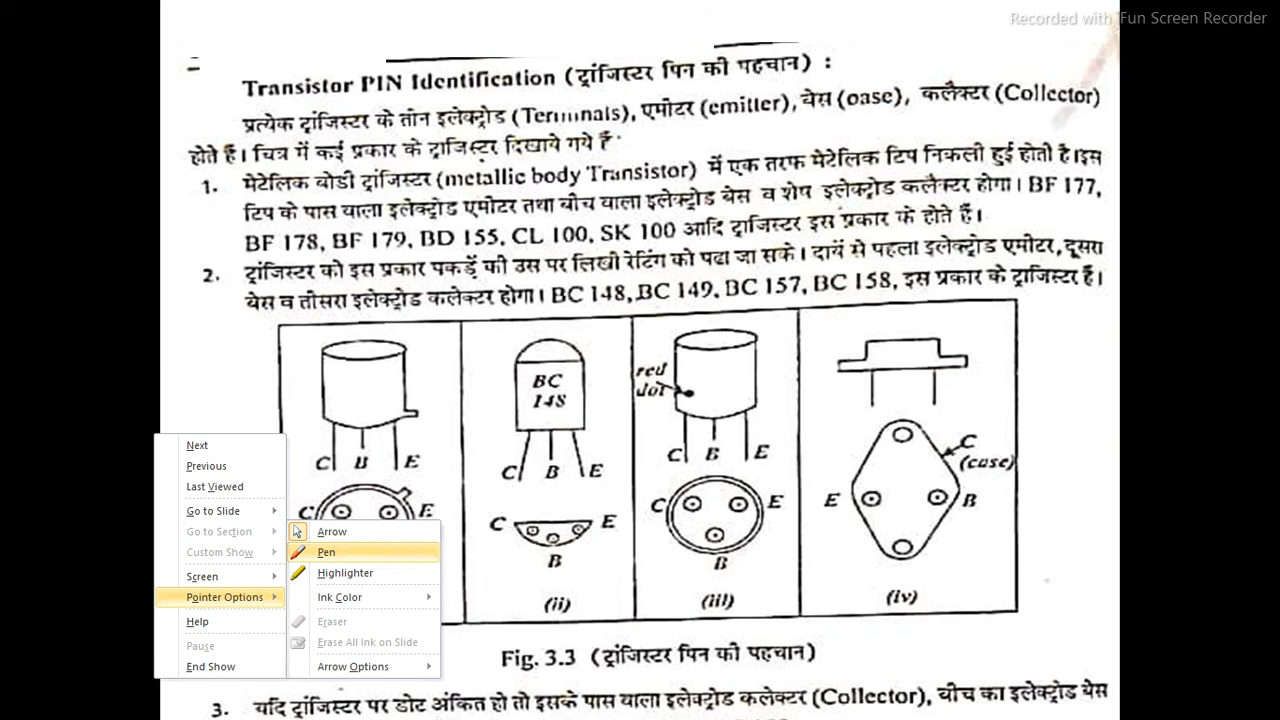 Recorded with Fun Screen Recorder
Transistor PIN Identification (ट्रांजिस्टर पिन की पहचान) :
प्रत्येक ट्रांजिस्टर के तीन इलेक्ट्रोड (Terminals), एमीटर (emitter), बेस (base), कलैक्टर (Collector)
होते हैं। चित्र में कई प्रकार के ट्रांजिस्टर दिखाये गये हैं
1. मेटेलिक बोडी ट्रांजिस्टर (metallic body Transistor) में एक तरफ मेटेलिक टिप निकली हुई होती है।इस
टिप के पास वाला इलेक्ट्रोड एमीटर तथा बीच वाला इलेक्ट्रोड बेस व शेष इलेक्ट्रोड कलैक्टर होगा। BF 177,
BF 178, BF 179, BD 155, CL 100, SK 100 आदि ट्रांजिस्टर इस प्रकार के होते हैं।
2. ट्रांजिस्टर को इस प्रकार पकड़ें की उस पर लिखी रेटिंग को पढा जा सके। दायें से पहला इलेक्ट्रोड एमीटर, दूसरा
बेस व तीसरा इलेक्ट्रोड कलेक्टर होगा। BC 148, BC 149, BC 157, BC 158, इस प्रकार के ट्रांजिस्टर हैं।
C B E
C E
BC
148
C B E
C E
B
(ii)
red
dot
C B E
C E
B
(iii)
C
(case)
E B
(iv)
Next
Previous
Last Viewed
Go to Slide
Go to Section
Custom Show
Screen
Pointer Options
Help
Pause
End Show
Arrow
Pen
Highlighter
Ink Color
Eraser
Erase All Ink on Slide
Arrow Options
Fig. 3.3 (ट्रांजिस्टर पिन की पहचान)
3. यदि ट्रांजिस्टर पर डोट अंकित हो तो इसके पास वाला इलेक्ट्रोड कलेक्टर (Collector), बीच का इलेक्ट्रोड बेस